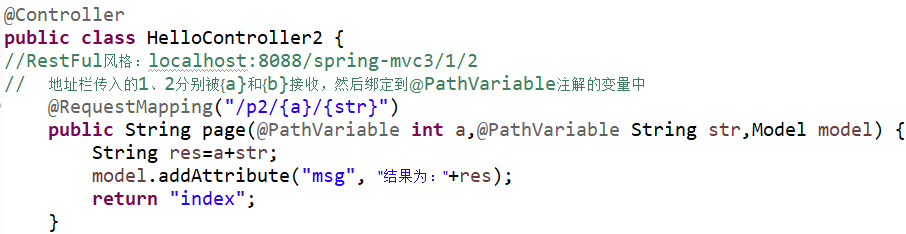 @Controller
public class HelloController2 {
//RestFul风格：localhost:8088/spring-mvc3/1/2
// 地址栏传入的1、2分别被{a}和{b}接收，然后绑定到@PathVariable注解的变量中
@RequestMapping("/p2/{a}/{str}")
public String page(@PathVariable int a,@PathVariable String str,Model model) {
String res=a+str;
model.addAttribute("msg", "结果为："+res);
return "index";
}